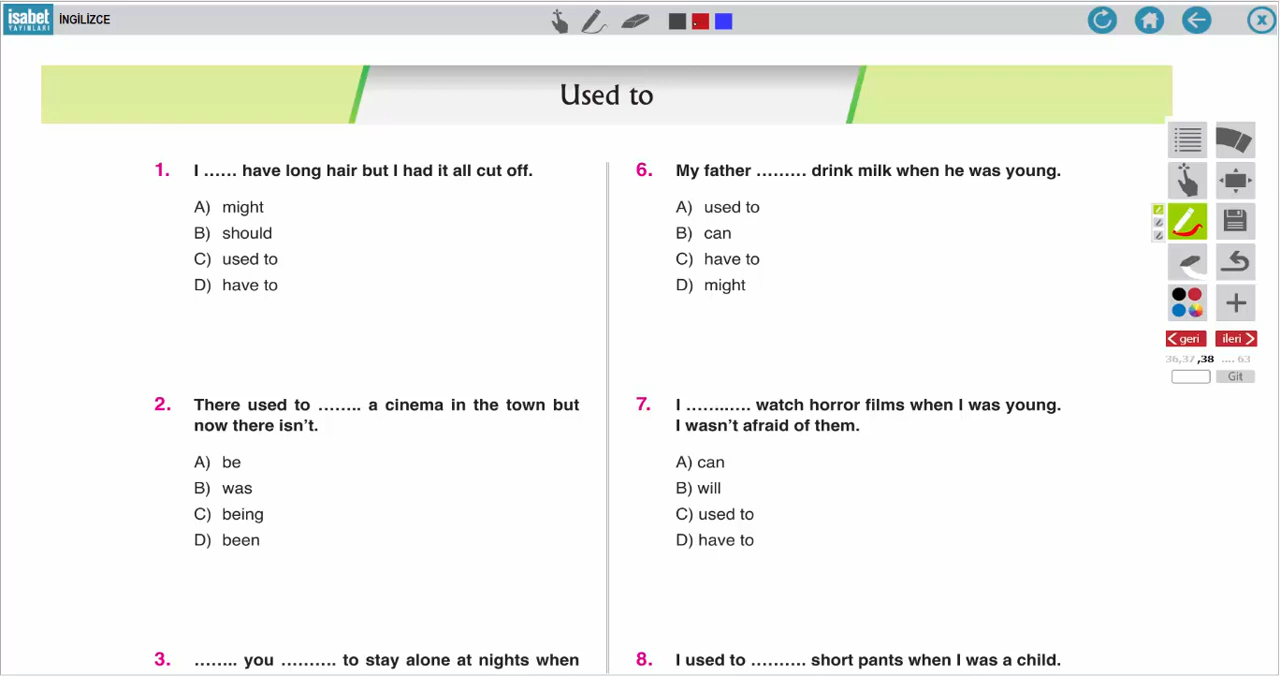 isabet
YAYINLARI
İNGİLİZCE
Used to
1. I ...... have long hair but I had it all cut off.
A) might
B) should
C) used to
D) have to
2. There used to ........ a cinema in the town but
now there isn't.
A) be
B) was
C) being
D) been
3. ........ you .......... to stay alone at nights when
6. My father ......... drink milk when he was young.
A) used to
B) can
C) have to
D) might
7. I ............ watch horror films when I was young.
I wasn't afraid of them.
A) can
B) will
C) used to
D) have to
8. I used to .......... short pants when I was a child.
geri
ileri
36,37,38 .... 63
Git